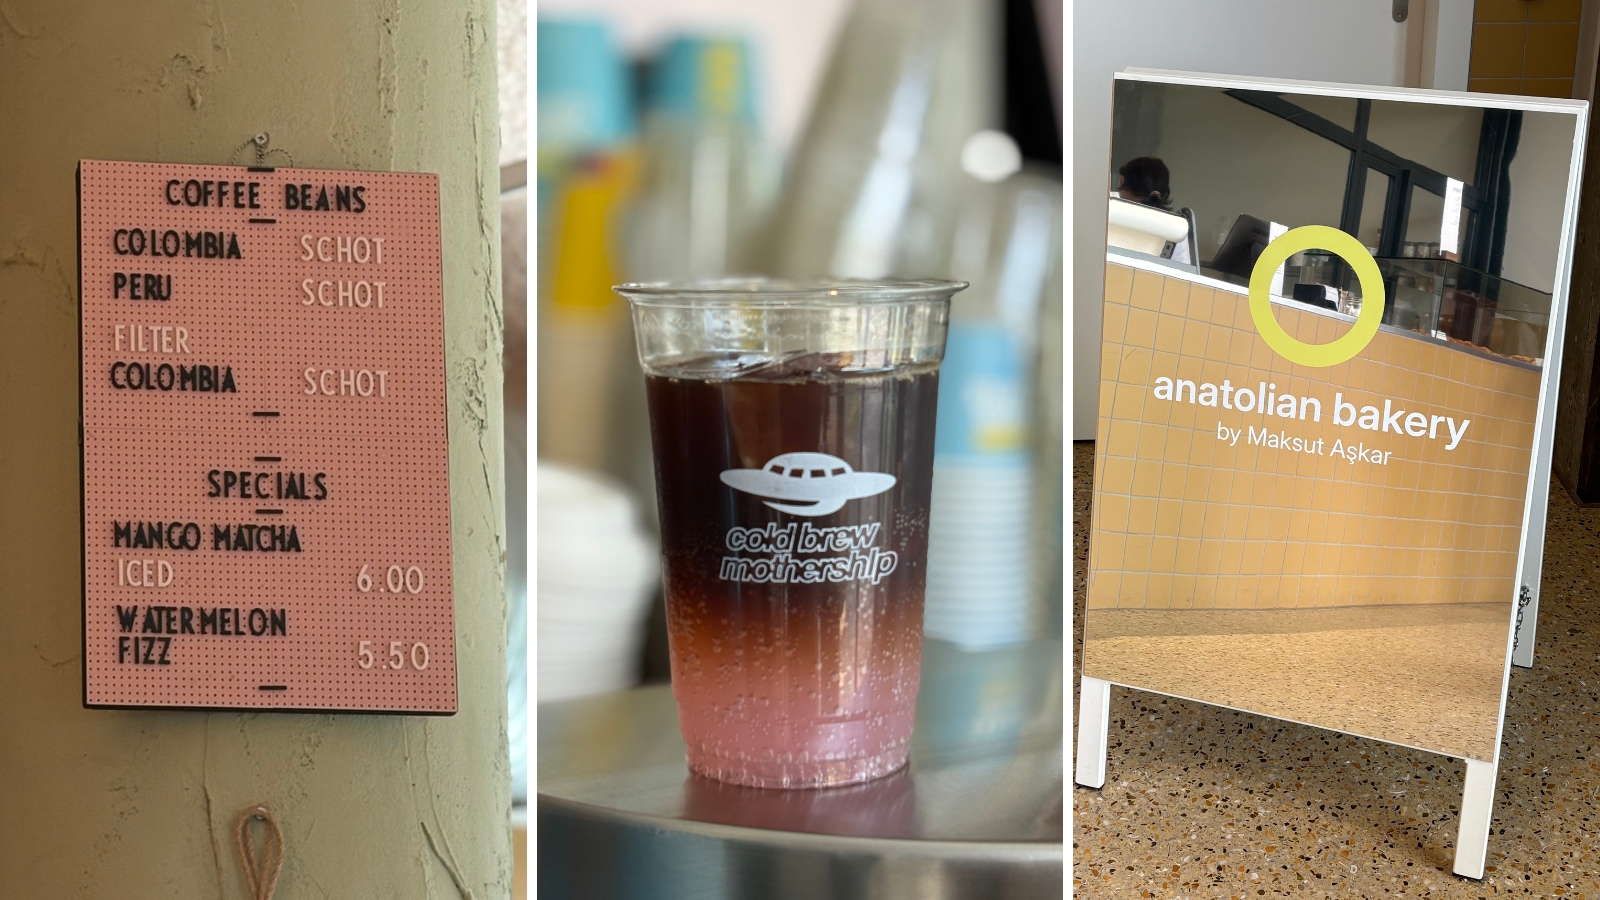 COFFEE BEANS
COLOMBIA SCHOT
PERU SCHOT
FILTER
COLOMBIA SCHOT
SPECIALS
MANGO MATCHA
ICED 6.00
WATERMELON
FIZZ 5.50
cold brew
mothership
anatolian bakery
by Maksut Aşkar